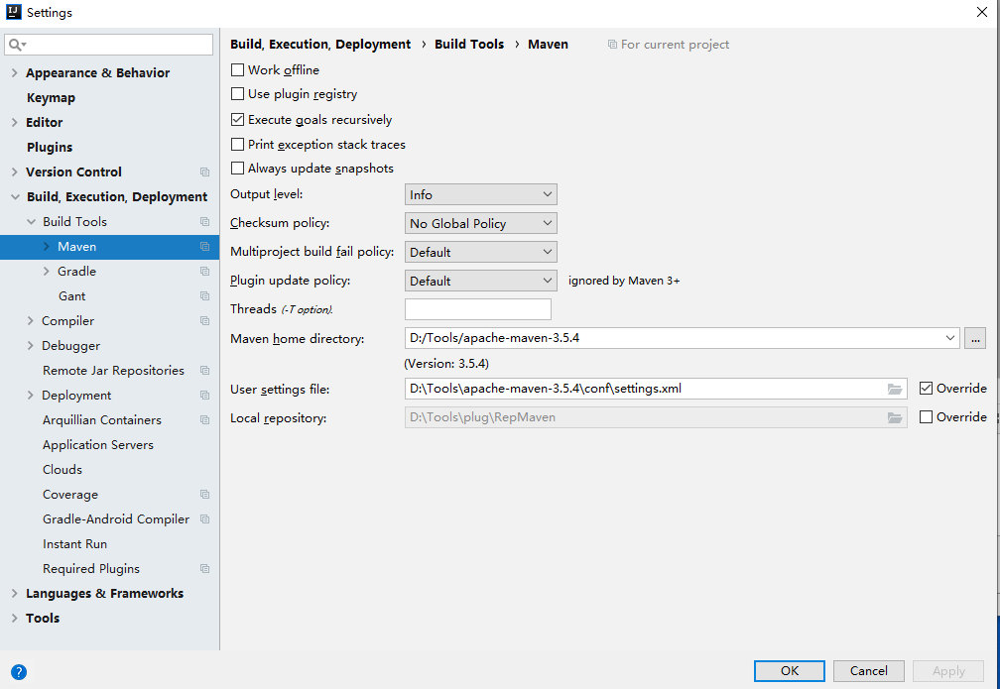 IJ Settings
Appearance & Behavior
Keymap
Editor
Plugins
Version Control
Build, Execution, Deployment
Build Tools
Maven
Gradle
Gant
Compiler
Debugger
Remote Jar Repositories
Deployment
Arquillian Containers
Application Servers
Clouds
Coverage
Gradle-Android Compiler
Instant Run
Required Plugins
Languages & Frameworks
Tools
?
Build, Execution, Deployment › Build Tools › Maven For current project
Work offline
Use plugin registry
Execute goals recursively
Print exception stack traces
Always update snapshots
Output level: Info
Checksum policy: No Global Policy
Multiproject build fail policy: Default
Plugin update policy: Default ignored by Maven 3+
Threads (-T option).
Maven home directory: D:/Tools/apache-maven-3.5.4 ...
(Version: 3.5.4)
User settings file: D:\Tools\apache-maven-3.5.4\conf\settings.xml Override
Local repository: D:\Tools\plug\RepMaven Override
OK Cancel Apply